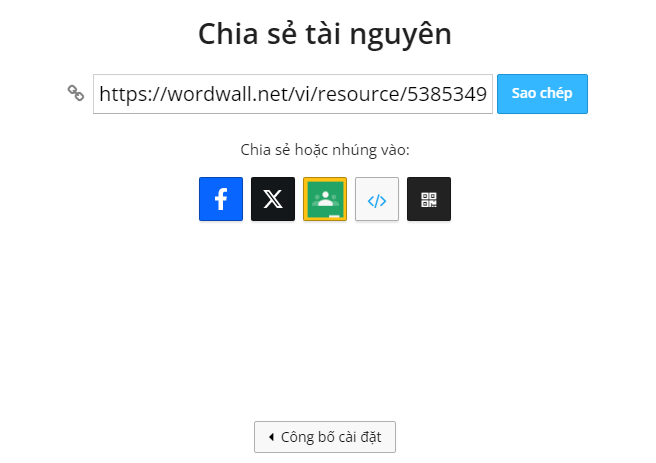 Chia sẻ tài nguyên
https://wordwall.net/vi/resource/5385349
Sao chép
Chia sẻ hoặc nhúng vào:
Công bố cài đặt